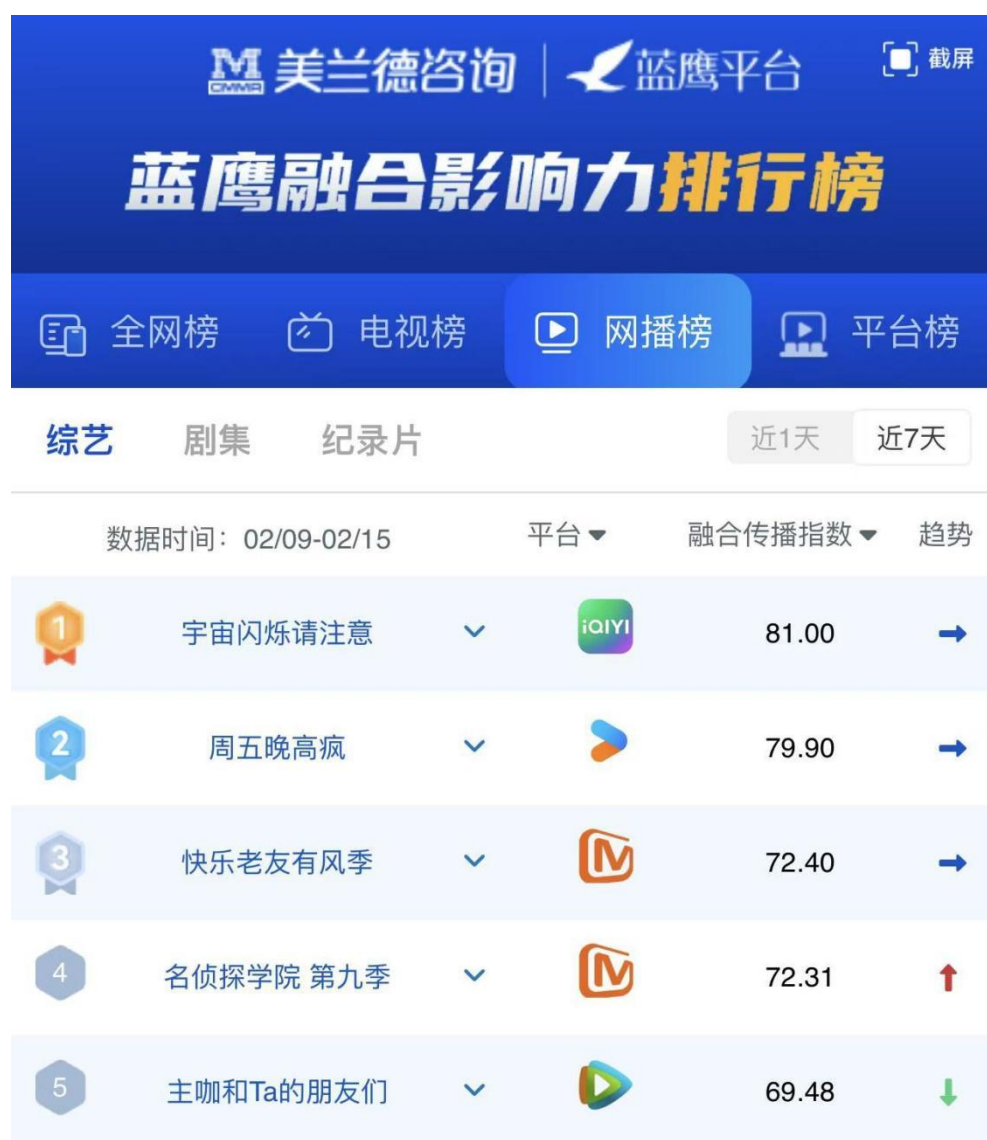 CMMR 美兰德咨询 | 蓝鹰平台 截屏
蓝鹰融合影响力排行榜
全网榜 电视榜 网播榜 平台榜
综艺 剧集 纪录片 近1天 近7天
数据时间：02/09-02/15 平台 融合传播指数 趋势
1 宇宙闪烁请注意 iQIYI 81.00
2 周五晚高疯 79.90
3 快乐老友有风季 72.40
4 名侦探学院 第九季 72.31
5 主咖和Ta的朋友们 69.48